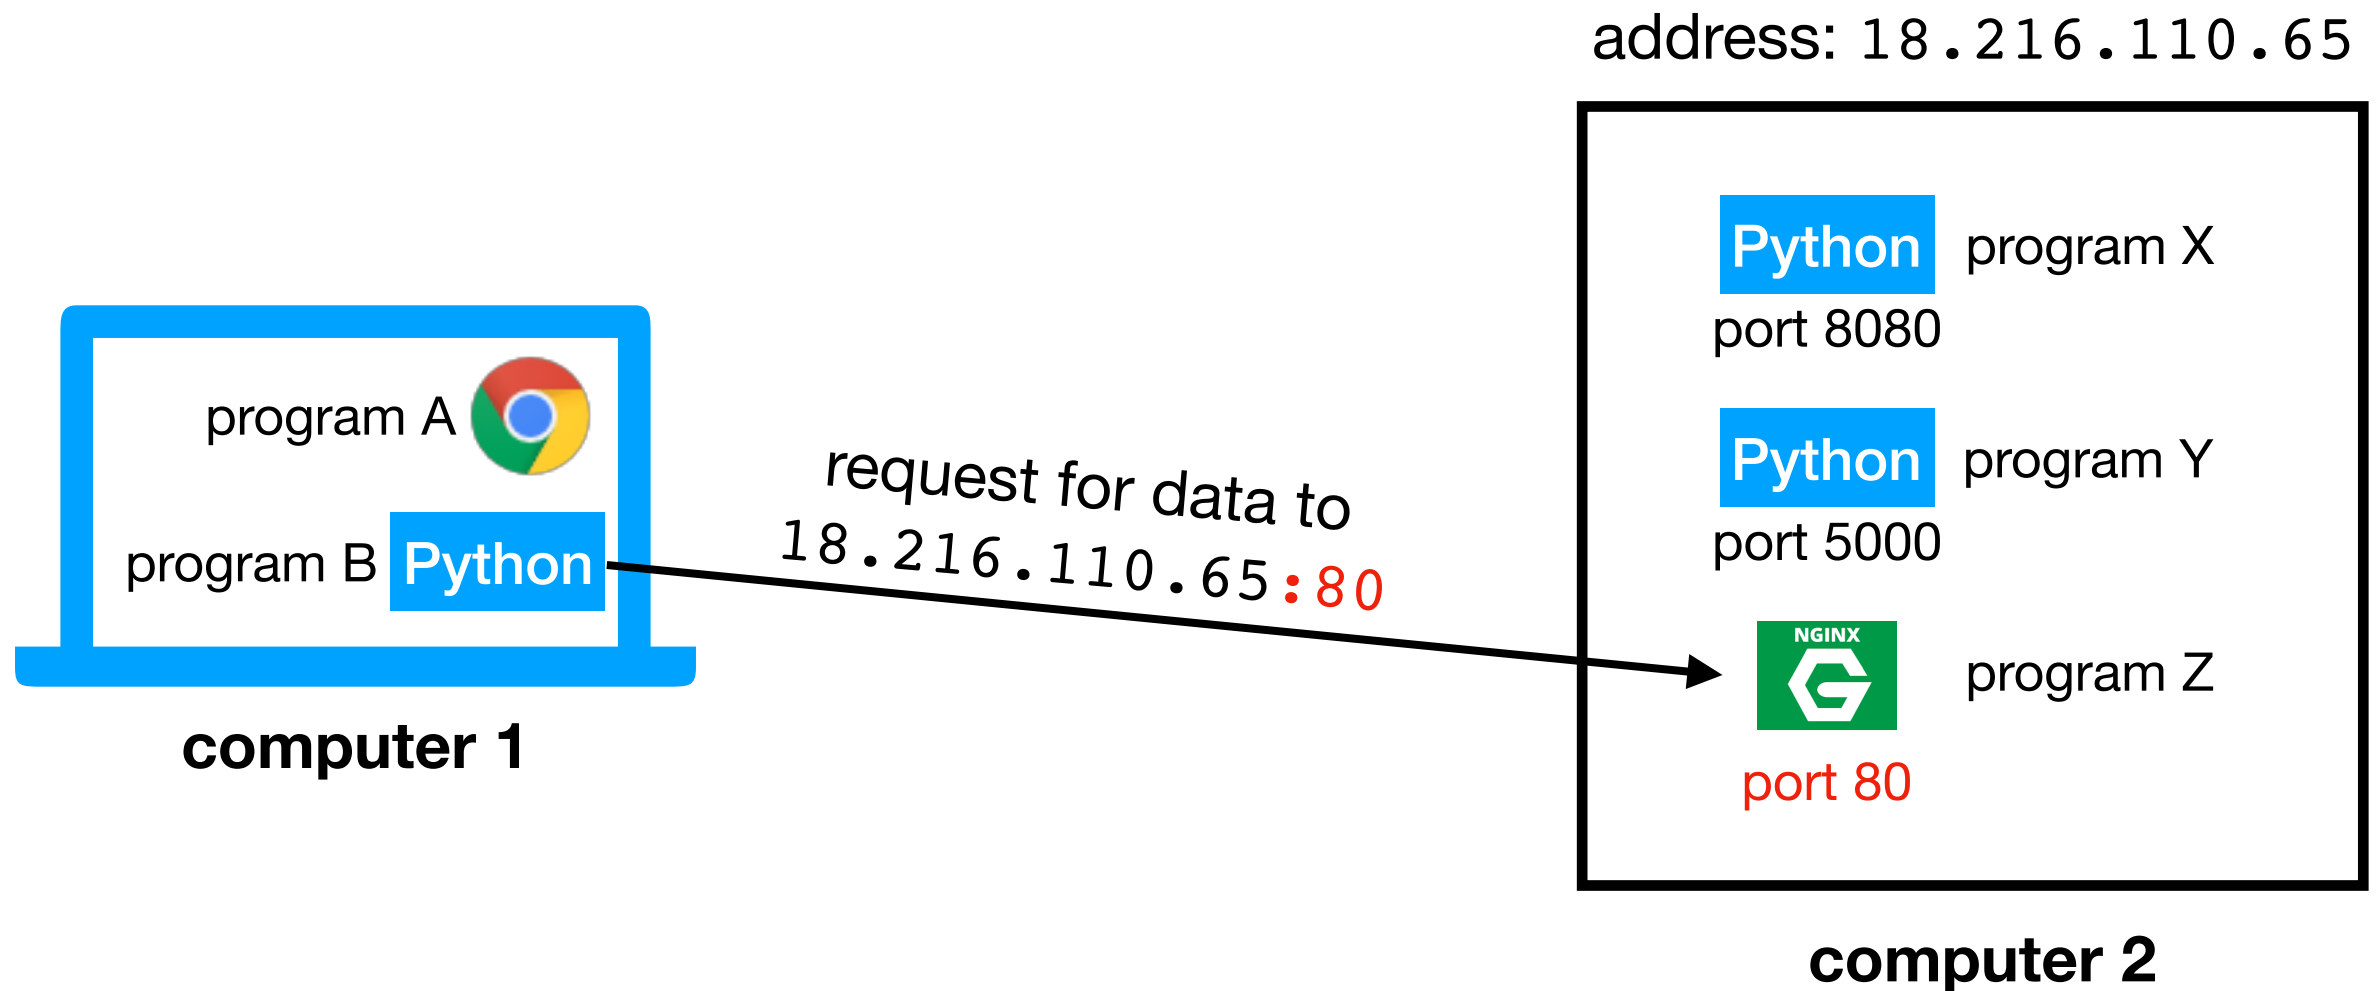 address: 18.216.110.65
Python program X
port 8080
program A
Python program Y
request for data to
18.216.110.65:80
port 5000
program B Python
NGINX
program Z
computer 1
port 80
computer 2